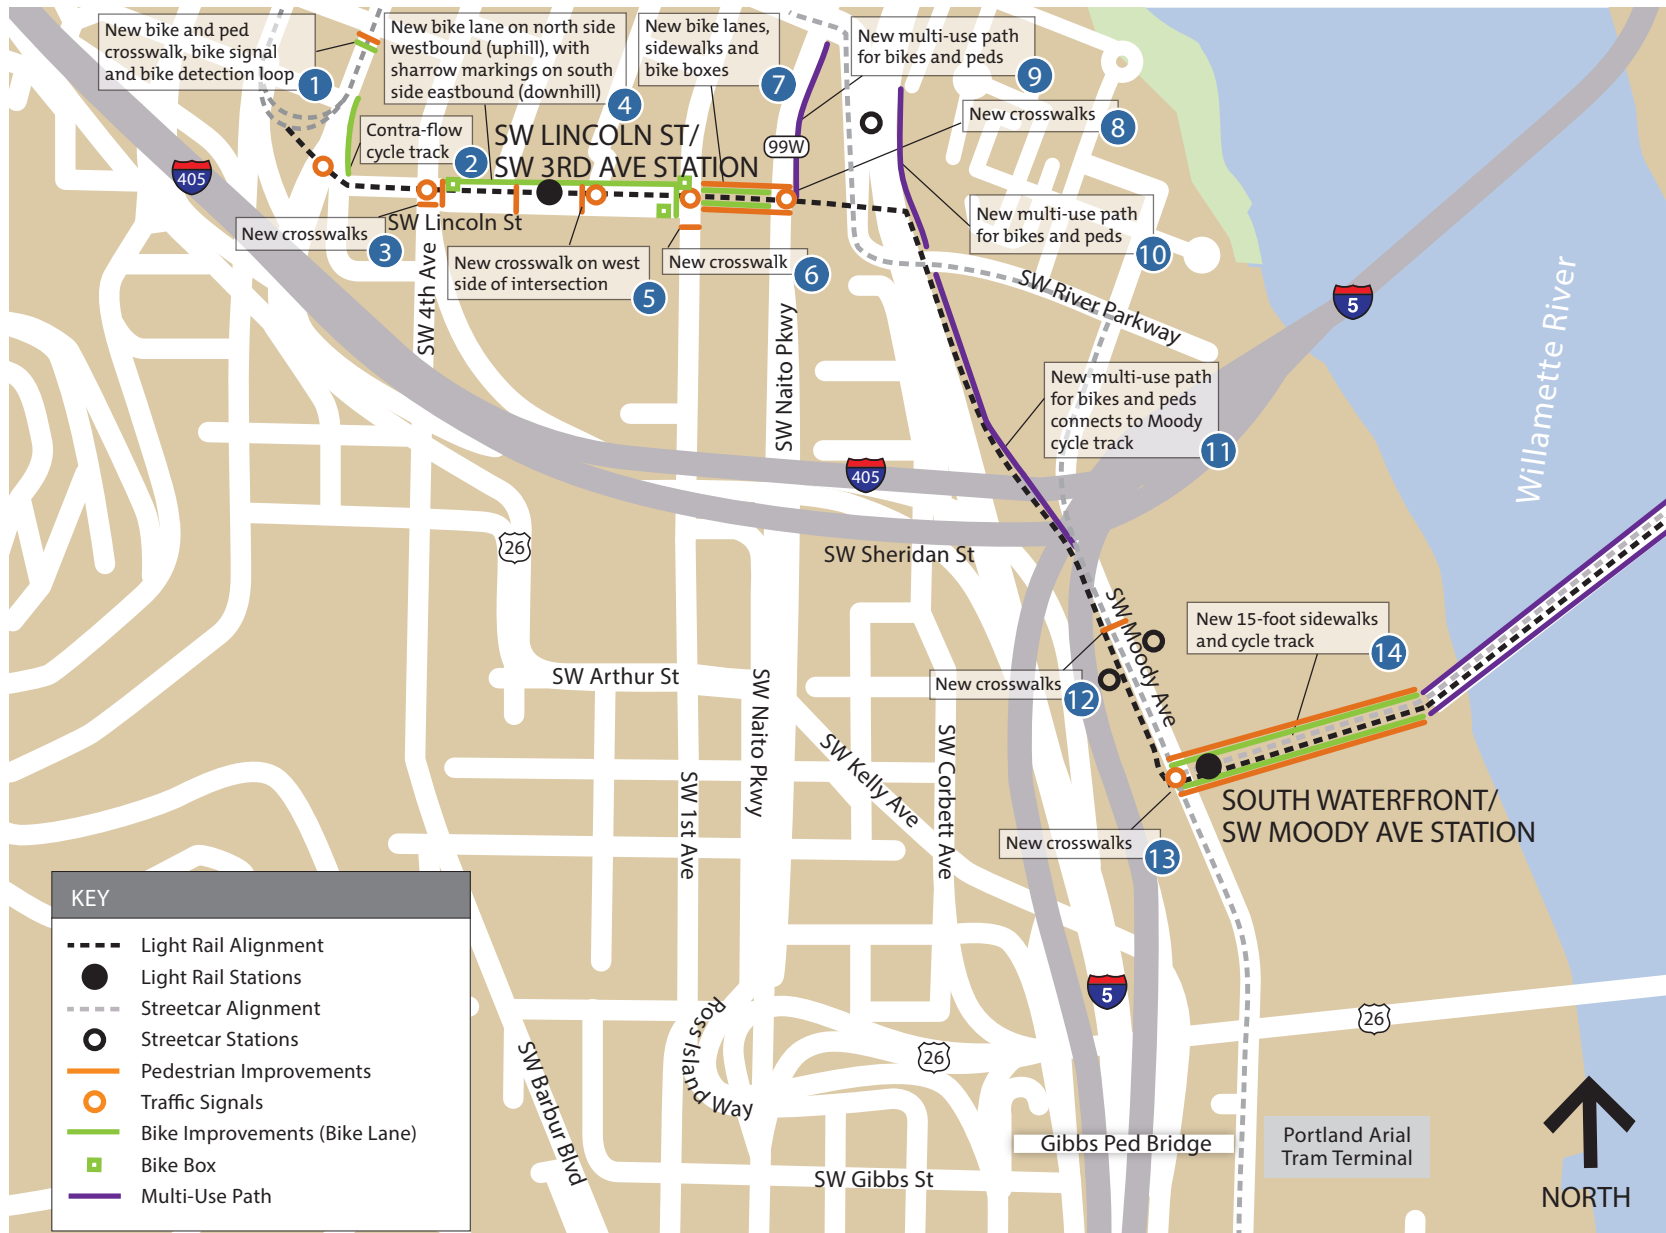 New bike and ped
crosswalk, bike signal
and bike detection loop
1
New bike lane on north side
westbound (uphill), with
sharrow markings on south
side eastbound (downhill)
4
New bike lanes,
sidewalks and
bike boxes
7
New multi-use path
for bikes and peds
9
New crosswalks
8
Contra-flow
cycle track
2
SW LINCOLN ST/
SW 3RD AVE STATION
99W
405
New crosswalks
3
SW Lincoln St
New crosswalk on west
side of intersection
5
New crosswalk
6
New multi-use path
for bikes and peds
10
SW 4th Ave
SW Naito Pkwy
SW River Parkway
5
Willamette River
New multi-use path
for bikes and peds
connects to Moody
cycle track
11
405
26
SW Sheridan St
SW Moody Ave
New 15-foot sidewalks
and cycle track
14
SW Arthur St
SW Naito Pkwy
New crosswalks
12
SW Kelly Ave
SW Corbett Ave
SW 1st Ave
SOUTH WATERFRONT/
SW MOODY AVE STATION
New crosswalks
13
KEY
Light Rail Alignment
Light Rail Stations
Streetcar Alignment
Streetcar Stations
Pedestrian Improvements
Traffic Signals
Bike Improvements (Bike Lane)
Bike Box
Multi-Use Path
5
26
26
Ross Island Way
SW Barbur Blvd
Gibbs Ped Bridge
SW Gibbs St
Portland Arial
Tram Terminal
NORTH